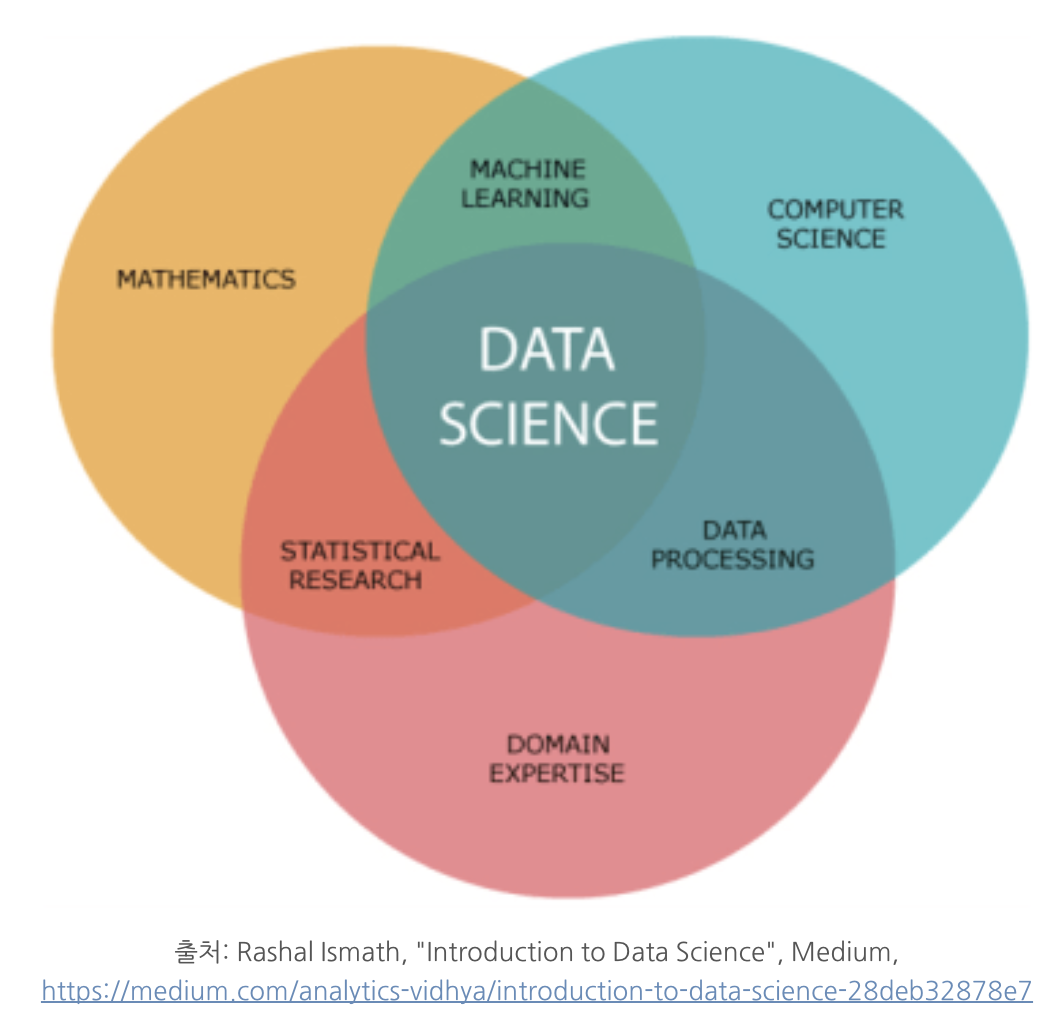 MACHINE
LEARNING
COMPUTER
SCIENCE
MATHEMATICS
DATA
SCIENCE
STATISTICAL
RESEARCH
DATA
PROCESSING
DOMAIN
EXPERTISE
출처: Rashal Ismath, "Introduction to Data Science", Medium,
https://medium.com/analytics-vidhya/introduction-to-data-science-28deb32878e7